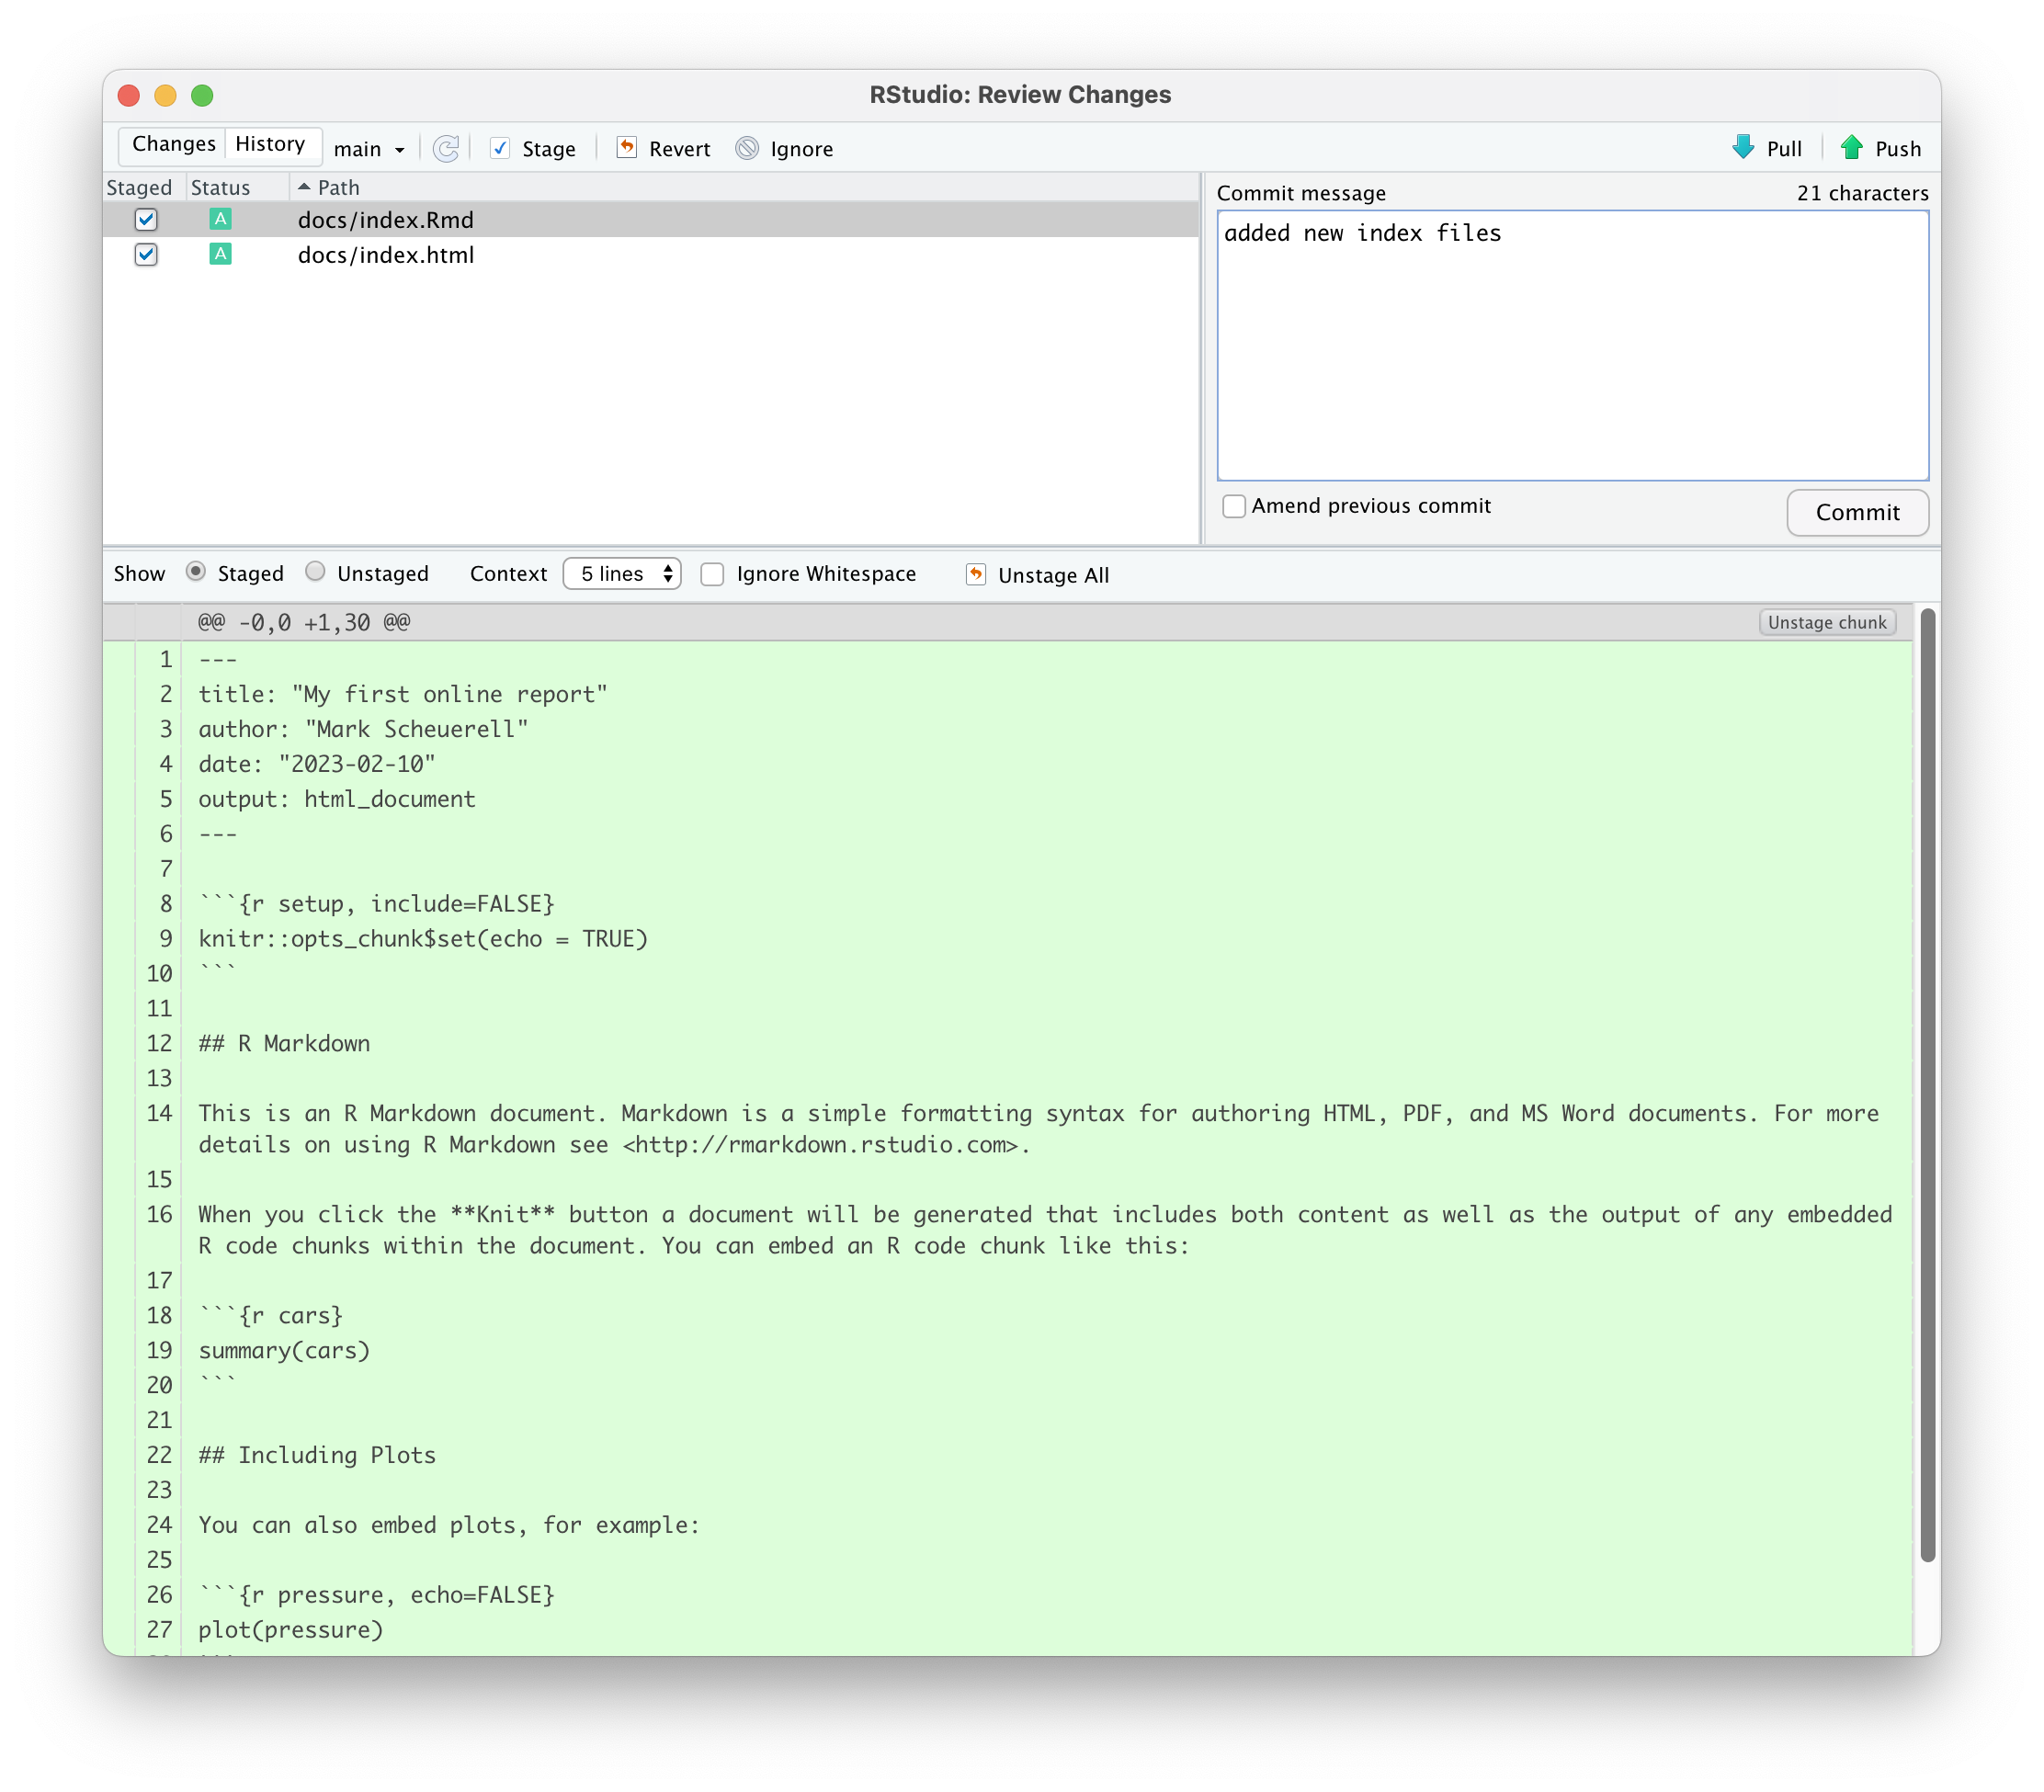 RStudio: Review Changes
Changes History main Stage Revert Ignore Pull Push
Staged Status Path
A docs/index.Rmd
A docs/index.html
Commit message 21 characters
added new index files
Amend previous commit Commit
Show Staged Unstaged Context 5 lines Ignore Whitespace Unstage All
@@ -0,0 +1,30 @@ Unstage chunk
1 ---
2 title: "My first online report"
3 author: "Mark Scheuerell"
4 date: "2023-02-10"
5 output: html_document
6 ---
7
8 ```{r setup, include=FALSE}
9 knitr::opts_chunk$set(echo = TRUE)
10 ```
11
12 ## R Markdown
13
14 This is an R Markdown document. Markdown is a simple formatting syntax for authoring HTML, PDF, and MS Word documents. For more
details on using R Markdown see <http://rmarkdown.rstudio.com>.
15
16 When you click the **Knit** button a document will be generated that includes both content as well as the output of any embedded
R code chunks within the document. You can embed an R code chunk like this:
17
18 ```{r cars}
19 summary(cars)
20 ```
21
22 ## Including Plots
23
24 You can also embed plots, for example:
25
26 ```{r pressure, echo=FALSE}
27 plot(pressure)